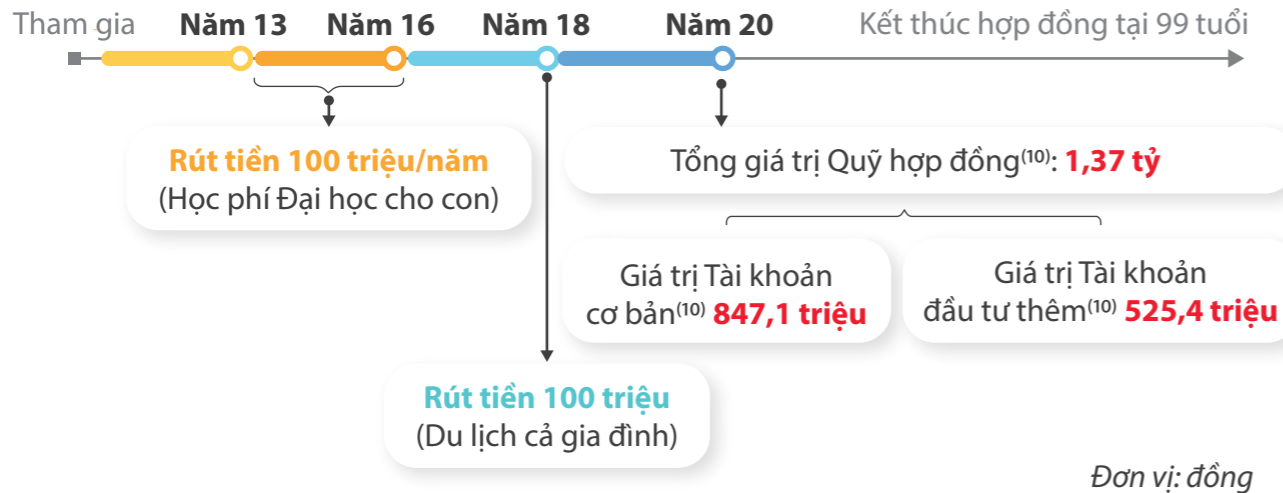 Tham gia
Năm 13
Năm 16
Năm 18
Năm 20
Kết thúc hợp đồng tại 99 tuổi
Rút tiền 100 triệu/năm
(Học phí Đại học cho con)
Tổng giá trị Quỹ hợp đồng(10): 1,37 tỷ
Giá trị Tài khoản
cơ bản(10) 847,1 triệu
Giá trị Tài khoản
đầu tư thêm(10) 525,4 triệu
Rút tiền 100 triệu
(Du lịch cả gia đình)
Đơn vị: đồng